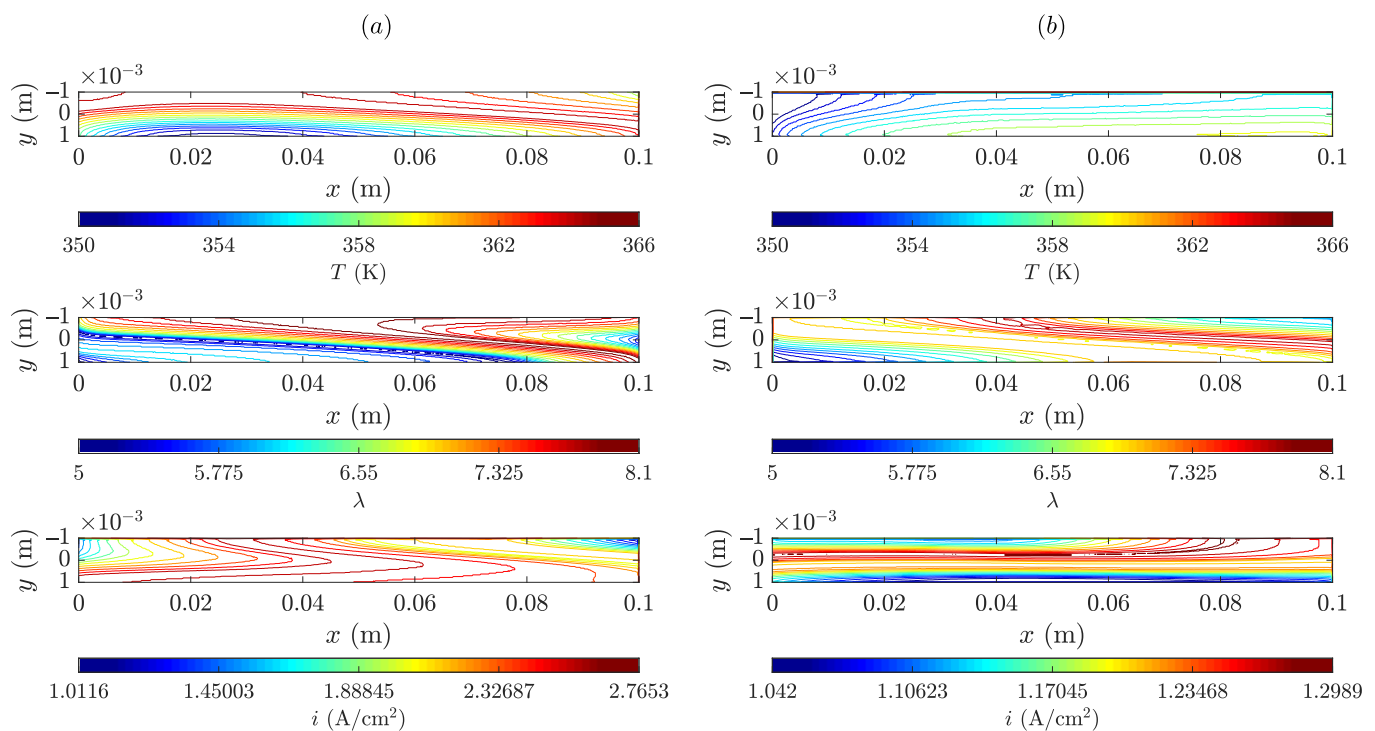 (a)
×10⁻³
−1
0
1
y (m)
0 0.02 0.04 0.06 0.08 0.1
x (m)
350 354 358 362 366
T (K)
×10⁻³
−1
0
1
y (m)
0 0.02 0.04 0.06 0.08 0.1
x (m)
5 5.775 6.55 7.325 8.1
λ
×10⁻³
−1
0
1
y (m)
0 0.02 0.04 0.06 0.08 0.1
x (m)
1.0116 1.45003 1.88845 2.32687 2.7653
i (A/cm²)
(b)
×10⁻³
−1
0
1
y (m)
0 0.02 0.04 0.06 0.08 0.1
x (m)
350 354 358 362 366
T (K)
×10⁻³
−1
0
1
y (m)
0 0.02 0.04 0.06 0.08 0.1
x (m)
5 5.775 6.55 7.325 8.1
λ
×10⁻³
−1
0
1
y (m)
0 0.02 0.04 0.06 0.08 0.1
x (m)
1.042 1.10623 1.17045 1.23468 1.2989
i (A/cm²)